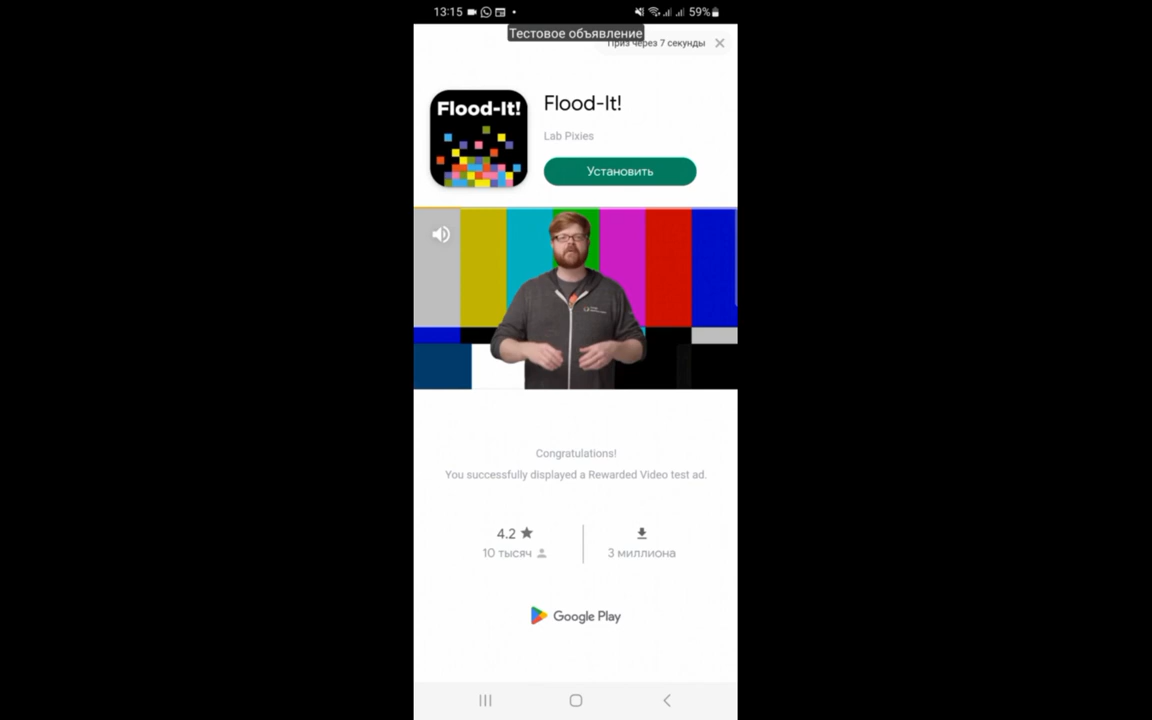 13:15
59%
Тестовое объявление
Приз через 7 секунды
Flood-It!
Flood-It!
Lab Pixies
Установить
Congratulations!
You successfully displayed a Rewarded Video test ad.
4.2
10 тысяч
3 миллиона
Google Play